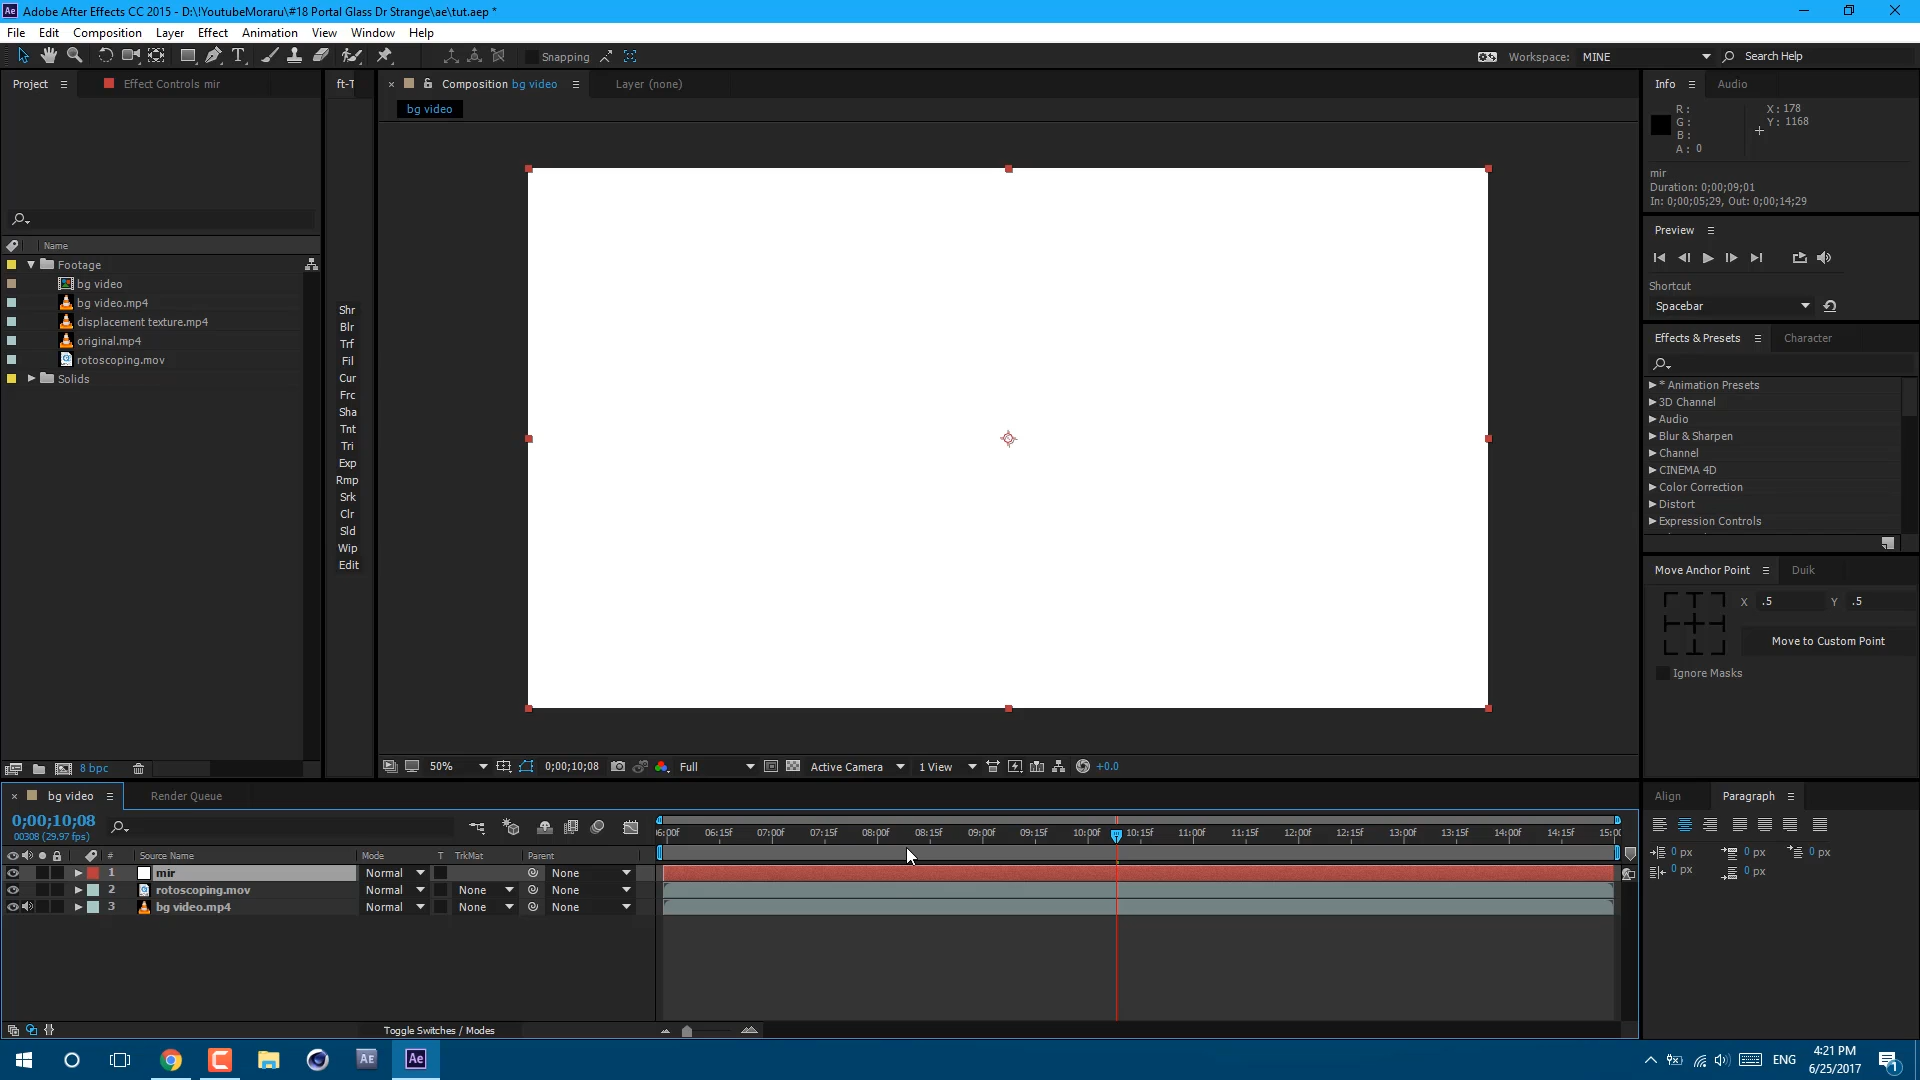 Adobe After Effects CC 2015 - D:\!YoutubeMoraru\#18 Portal Glass Dr Strange\ae\tut.aep *
File Edit Composition Layer Effect Animation View Window Help
Snapping
Workspace: MINE
Search Help
Project
Effect Controls mir
ft-T
Composition bg video
Layer (none)
bg video
Info
Audio
R :
G :
B :
A : 0
X : 178
Y : 1168
mir
Duration: 0;00;09;01
In: 0;00;05;29, Out: 0;00;14;29
Preview
Shortcut
Spacebar
Effects & Presets
Character
* Animation Presets
3D Channel
Audio
Blur & Sharpen
Channel
CINEMA 4D
Color Correction
Distort
Expression Controls
Move Anchor Point
Duik
X .5 Y .5
Move to Custom Point
Ignore Masks
Name
Footage
bg video
bg video.mp4
displacement texture.mp4
original.mp4
rotoscoping.mov
Solids
Shr
Blr
Trf
Fil
Cur
Frc
Sha
Tnt
Tri
Exp
Rmp
Srk
Clr
Sld
Wip
Edit
8 bpc
50%
0;00;10;08
Full
Active Camera
1 View
+0.0
bg video
Render Queue
0;00;10;08
00308 (29.97 fps)
# Source Name Mode T TrkMat Parent
06:00f 06:15f 07:00f 07:15f 08:00f 08:15f 09:00f 09:15f 10:00f 10:15f 11:00f 11:15f 12:00f 12:15f 13:00f 13:15f 14:00f 14:15f 15:00
1 mir Normal None
2 rotoscoping.mov Normal None None
3 bg video.mp4 Normal None None
Toggle Switches / Modes
Align
Paragraph
0 px 0 px 0 px
0 px 0 px
ENG
4:21 PM
6/25/2017
1